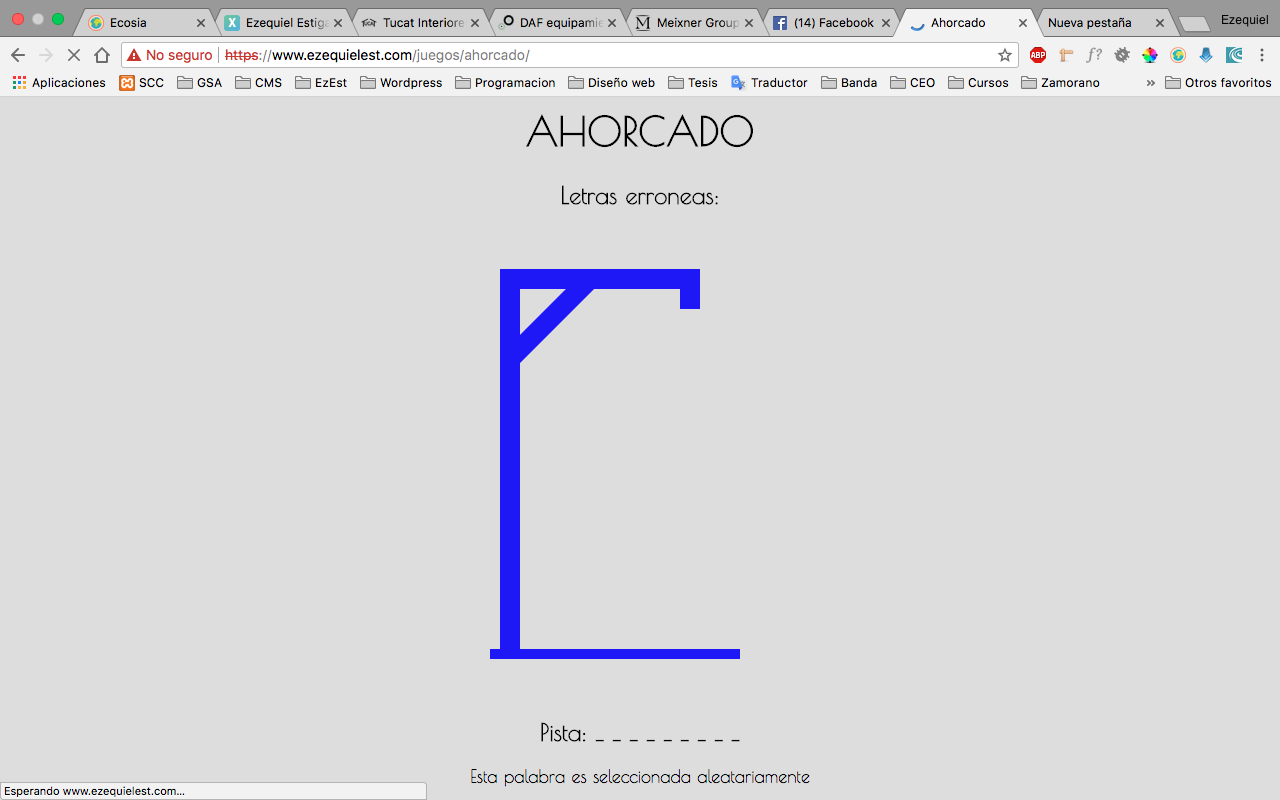 Ecosia
Ezequiel Estiga
Tucat Interiore
DAF equipamie
Meixner Group
(14) Facebook
Ahorcado
Nueva pestaña
Ezequiel
No seguro
https://www.ezequielest.com/juegos/ahorcado/
ABP
f?
Aplicaciones
SCC
GSA
CMS
EzEst
Wordpress
Programacion
Diseño web
Tesis
Traductor
Banda
CEO
Cursos
Zamorano
»
Otros favoritos
AHORCADO
Letras erroneas:
Pista: _ _ _ _ _ _ _ _ _
Esta palabra es seleccionada aleatariamente
Esperando www.ezequielest.com...